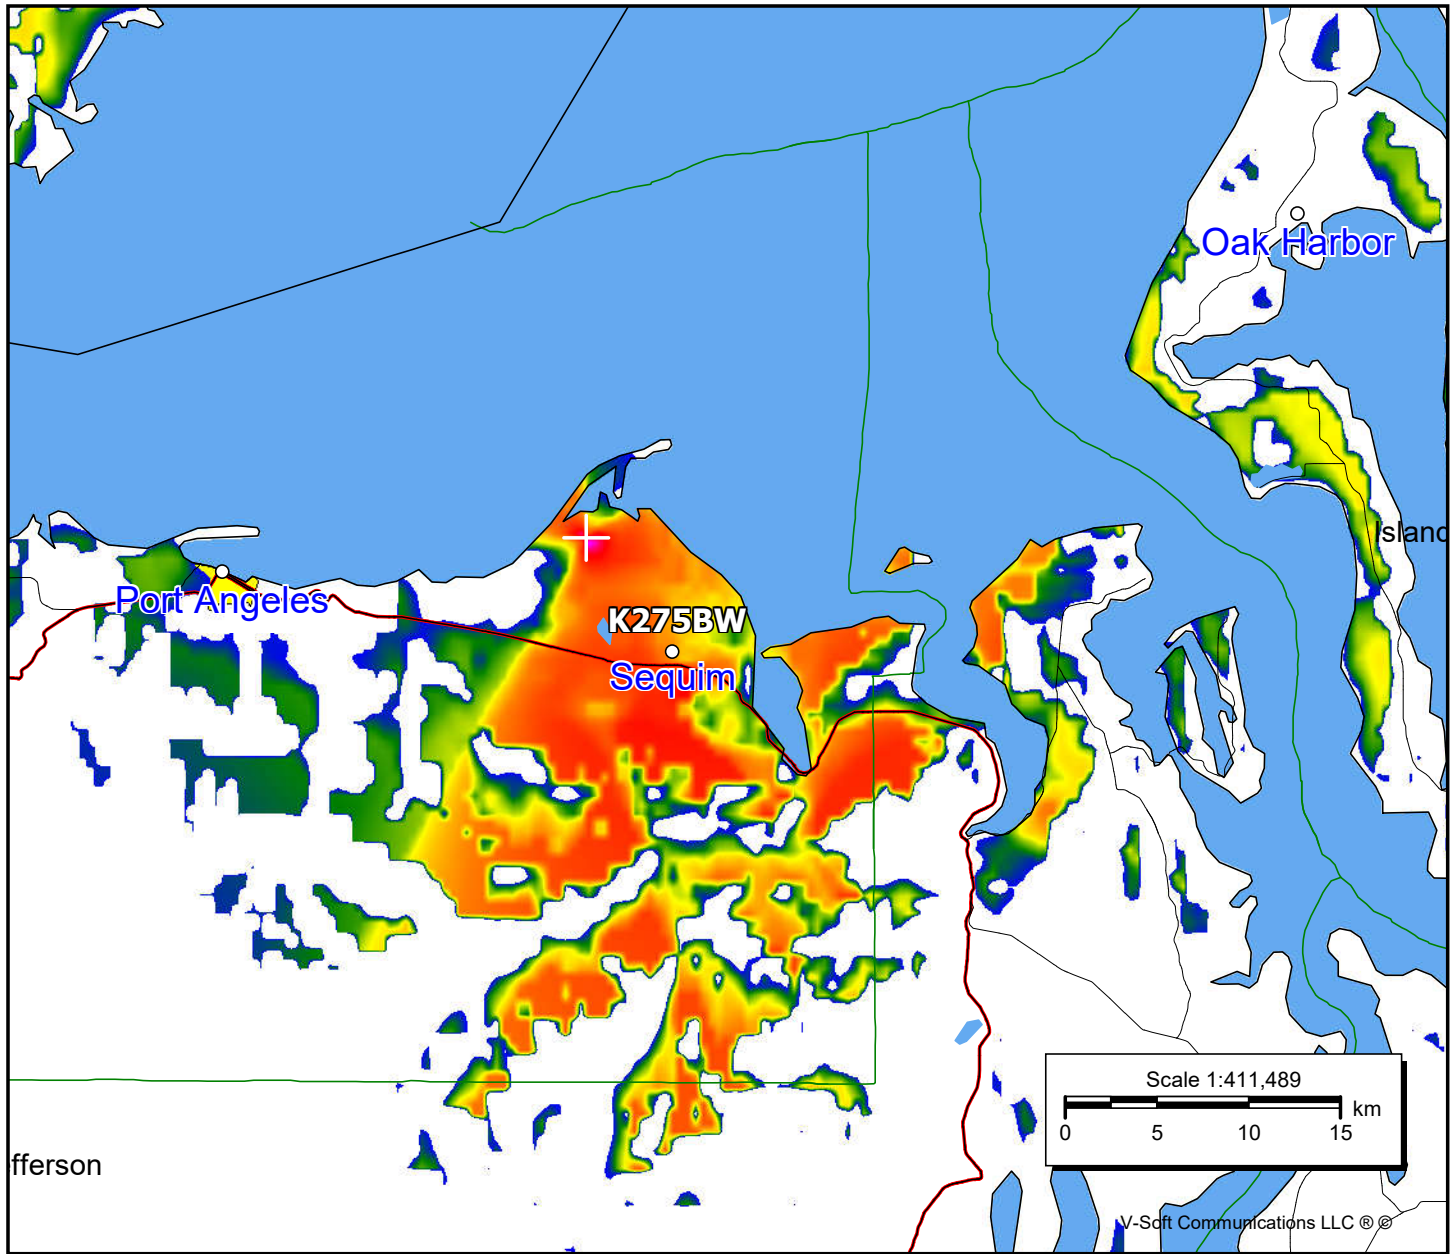 Oak Harbor
Island
Port Angeles
K275BW
Sequim
Scale 1:411,489
km
0 5 10 15
fferson
V-Soft Communications LLC ® ©